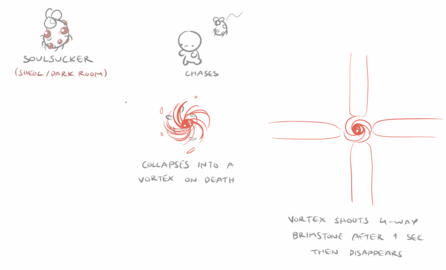 SOULSUCKER
(SHEOL/DARK ROOM)
CHASES
COLLAPSES INTO A
VORTEX ON DEATH
VORTEX SHOOTS 4-WAY
BRIMSTONE AFTER 1 SEC
THEN DISAPPEARS